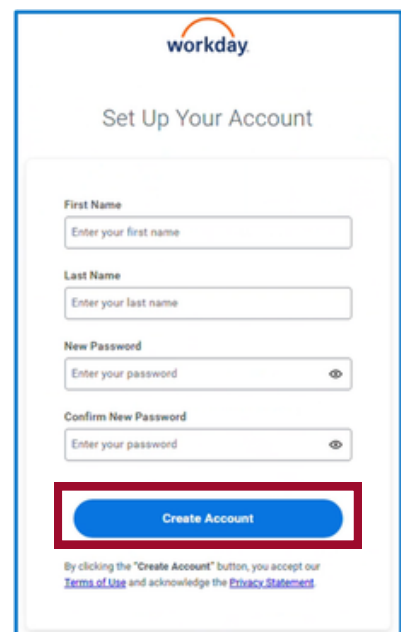 workday.
Set Up Your Account
First Name
Enter your first name
Last Name
Enter your last name
New Password
Enter your password
Confirm New Password
Enter your password
Create Account
By clicking the "Create Account" button, you accept our
Terms of Use and acknowledge the Privacy Statement.